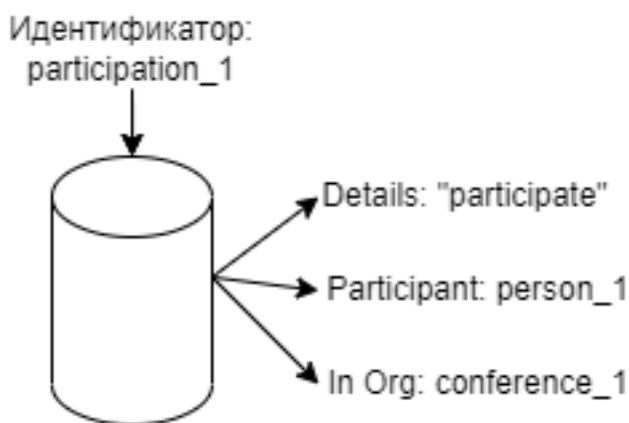 Идентификатор:
participation_1
Details: "participate"
Participant: person_1
In Org: conference_1